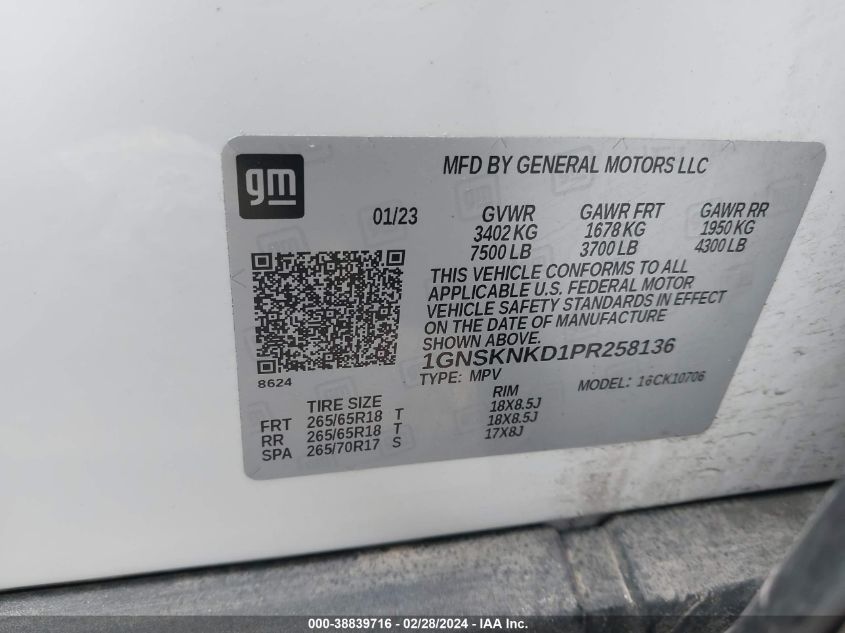 gm
MFD BY GENERAL MOTORS LLC
01/23
GVWR GAWR FRT GAWR RR
3402 KG 1678 KG 1950 KG
7500 LB 3700 LB 4300 LB
THIS VEHICLE CONFORMS TO ALL
APPLICABLE U.S. FEDERAL MOTOR
VEHICLE SAFETY STANDARDS IN EFFECT
ON THE DATE OF MANUFACTURE
SHOWN ABOVE.
1GNSKNKD1PR258136
8624
TYPE: MPV MODEL: 16CK10706
TIRE SIZE RIM
FRT 265/65R18 T 18X8.5J
RR 265/65R18 T 18X8.5J
SPA 265/70R17 S 17X8J
000-38839716 - 02/28/2024 - IAA Inc.